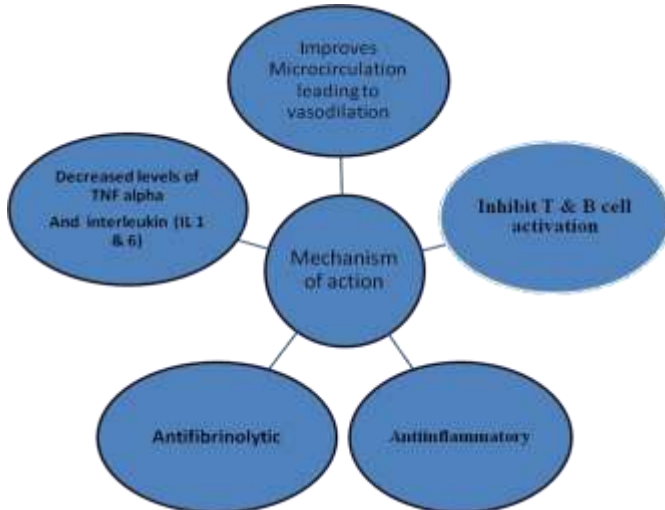 Improves
Microcirculation
leading to
vasodilation
Decreased levels of
TNF alpha
And interleukin (IL 1
& 6)
Inhibit T & B cell
activation
Mechanism
of action
Antifibrinolytic
Antiinflammatory